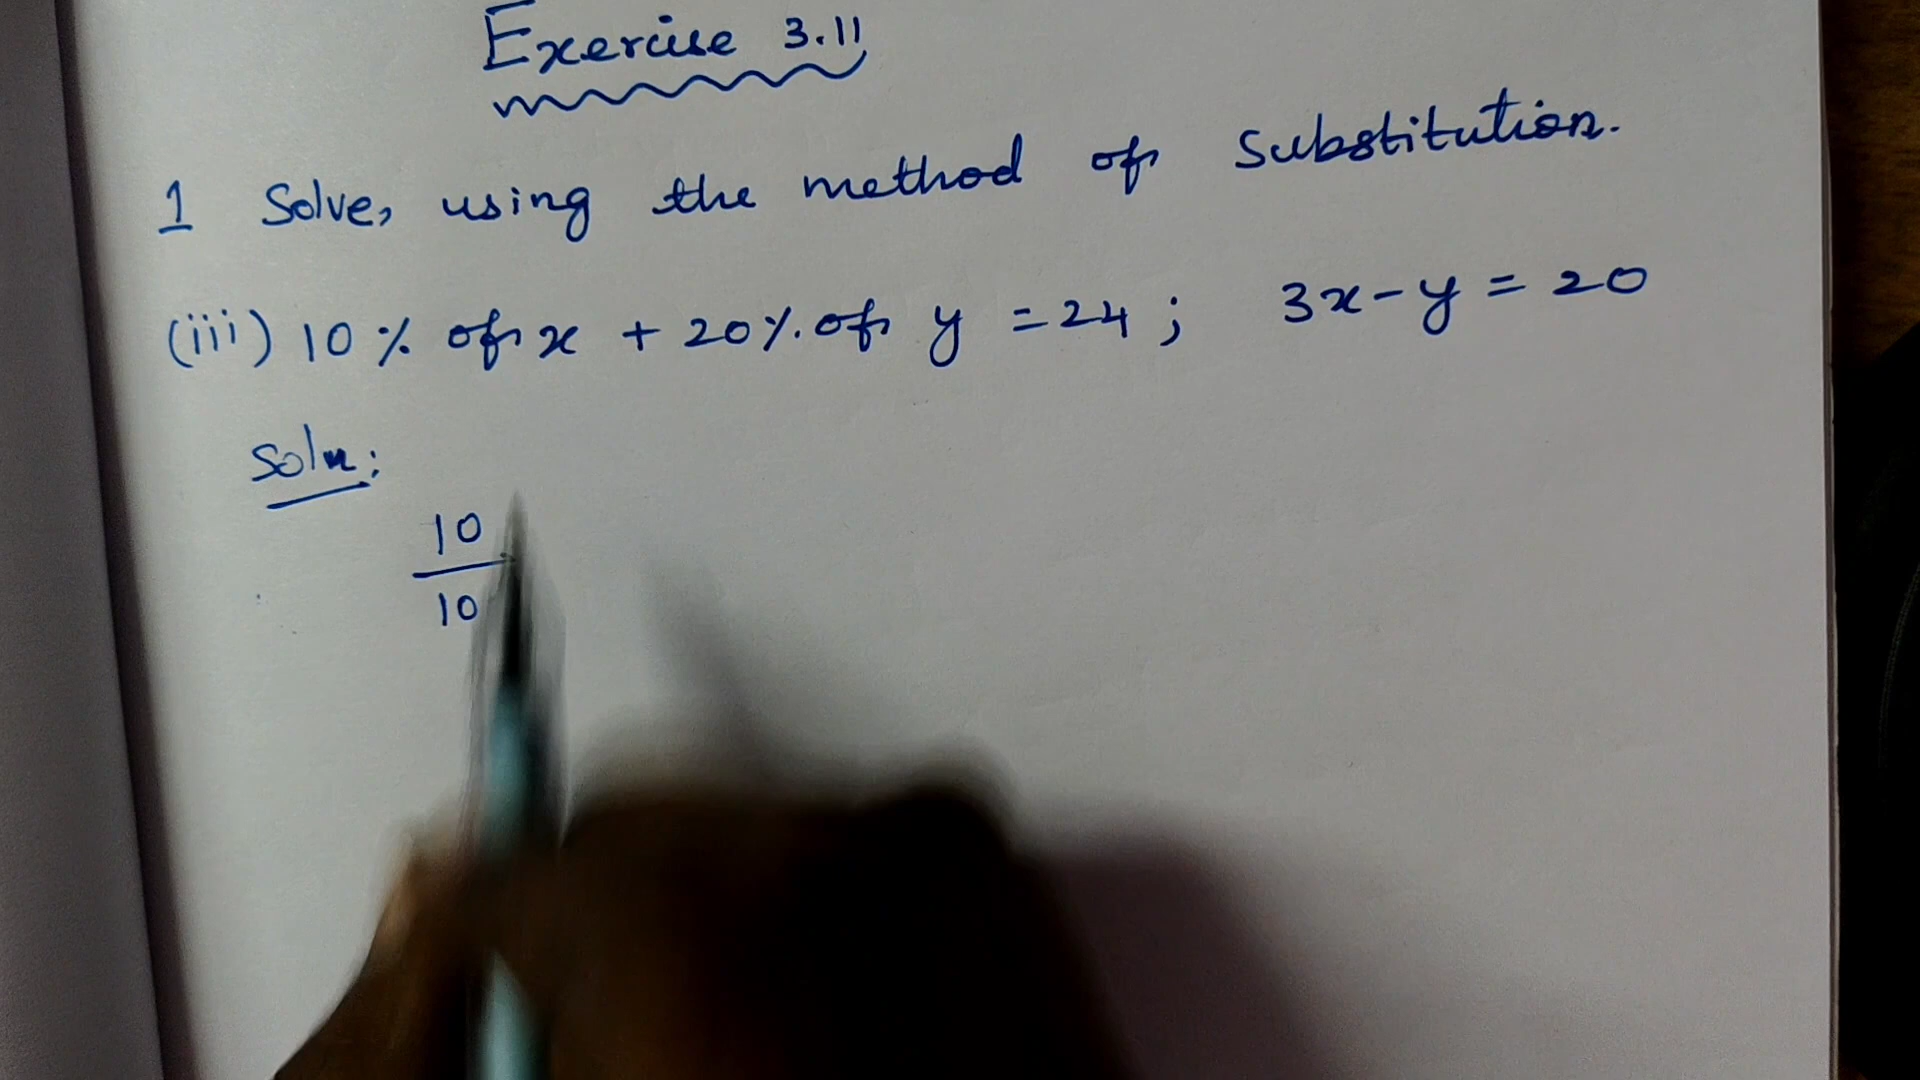 Exercise 3.11
1 Solve, using the method of Substitution.
(iii) 10% of x + 20% of y = 24; 3x - y = 20
Soln:
10
10